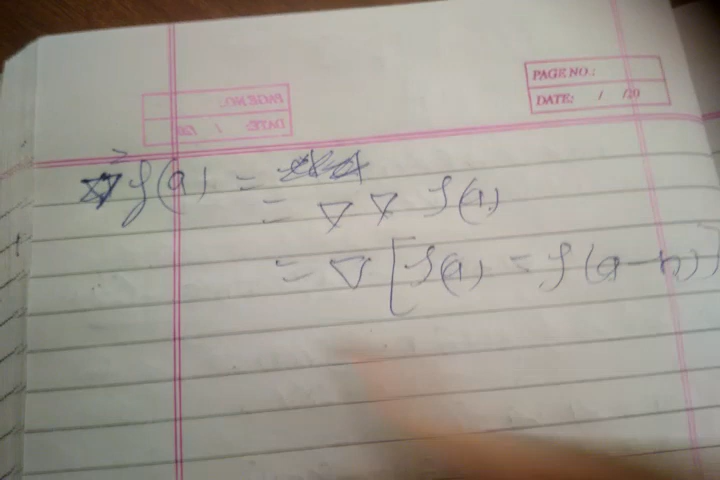 PAGE NO.:
DATE: / /20
∇²f(a) =
= ∇ ∇ f(a)
= ∇ [f(a) - f(a-h)]